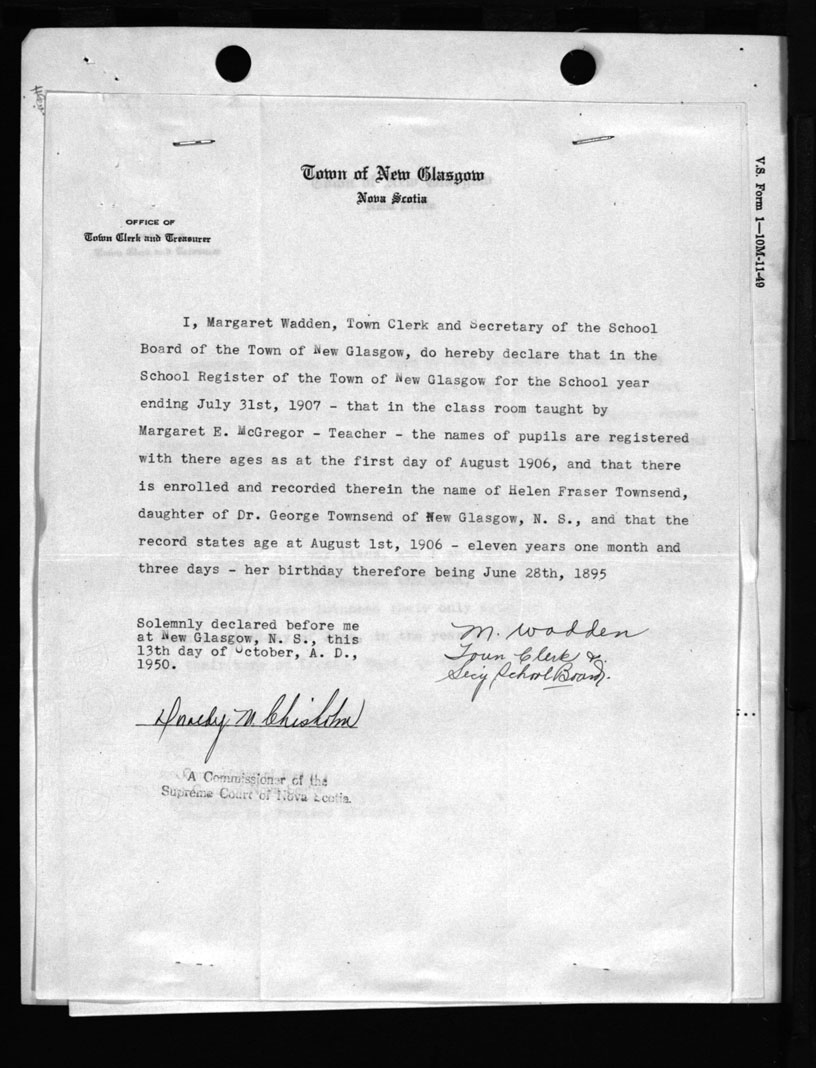 Town of New Glasgow
Nova Scotia
OFFICE OF
Town Clerk and Treasurer
V.S. Form 1—10M-11-49
I, Margaret Wadden, Town Clerk and Secretary of the School
Board of the Town of New Glasgow, do hereby declare that in the
School Register of the Town of New Glasgow for the School year
ending July 31st, 1907 - that in the class room taught by
Margaret E. McGregor - Teacher - the names of pupils are registered
with there ages as at the first day of August 1906, and that there
is enrolled and recorded therein the name of Helen Fraser Townsend,
daughter of Dr. George Townsend of New Glasgow, N. S., and that the
record states age at August 1st, 1906 - eleven years one month and
three days - her birthday therefore being June 28th, 1895
Solemnly declared before me
at New Glasgow, N. S., this
13th day of October, A. D.,
1950.
M. Wadden
Town Clerk &
Secy School Board.
Dorothy M. Chisholm
A Commissioner of the
Supreme Court of Nova Scotia.